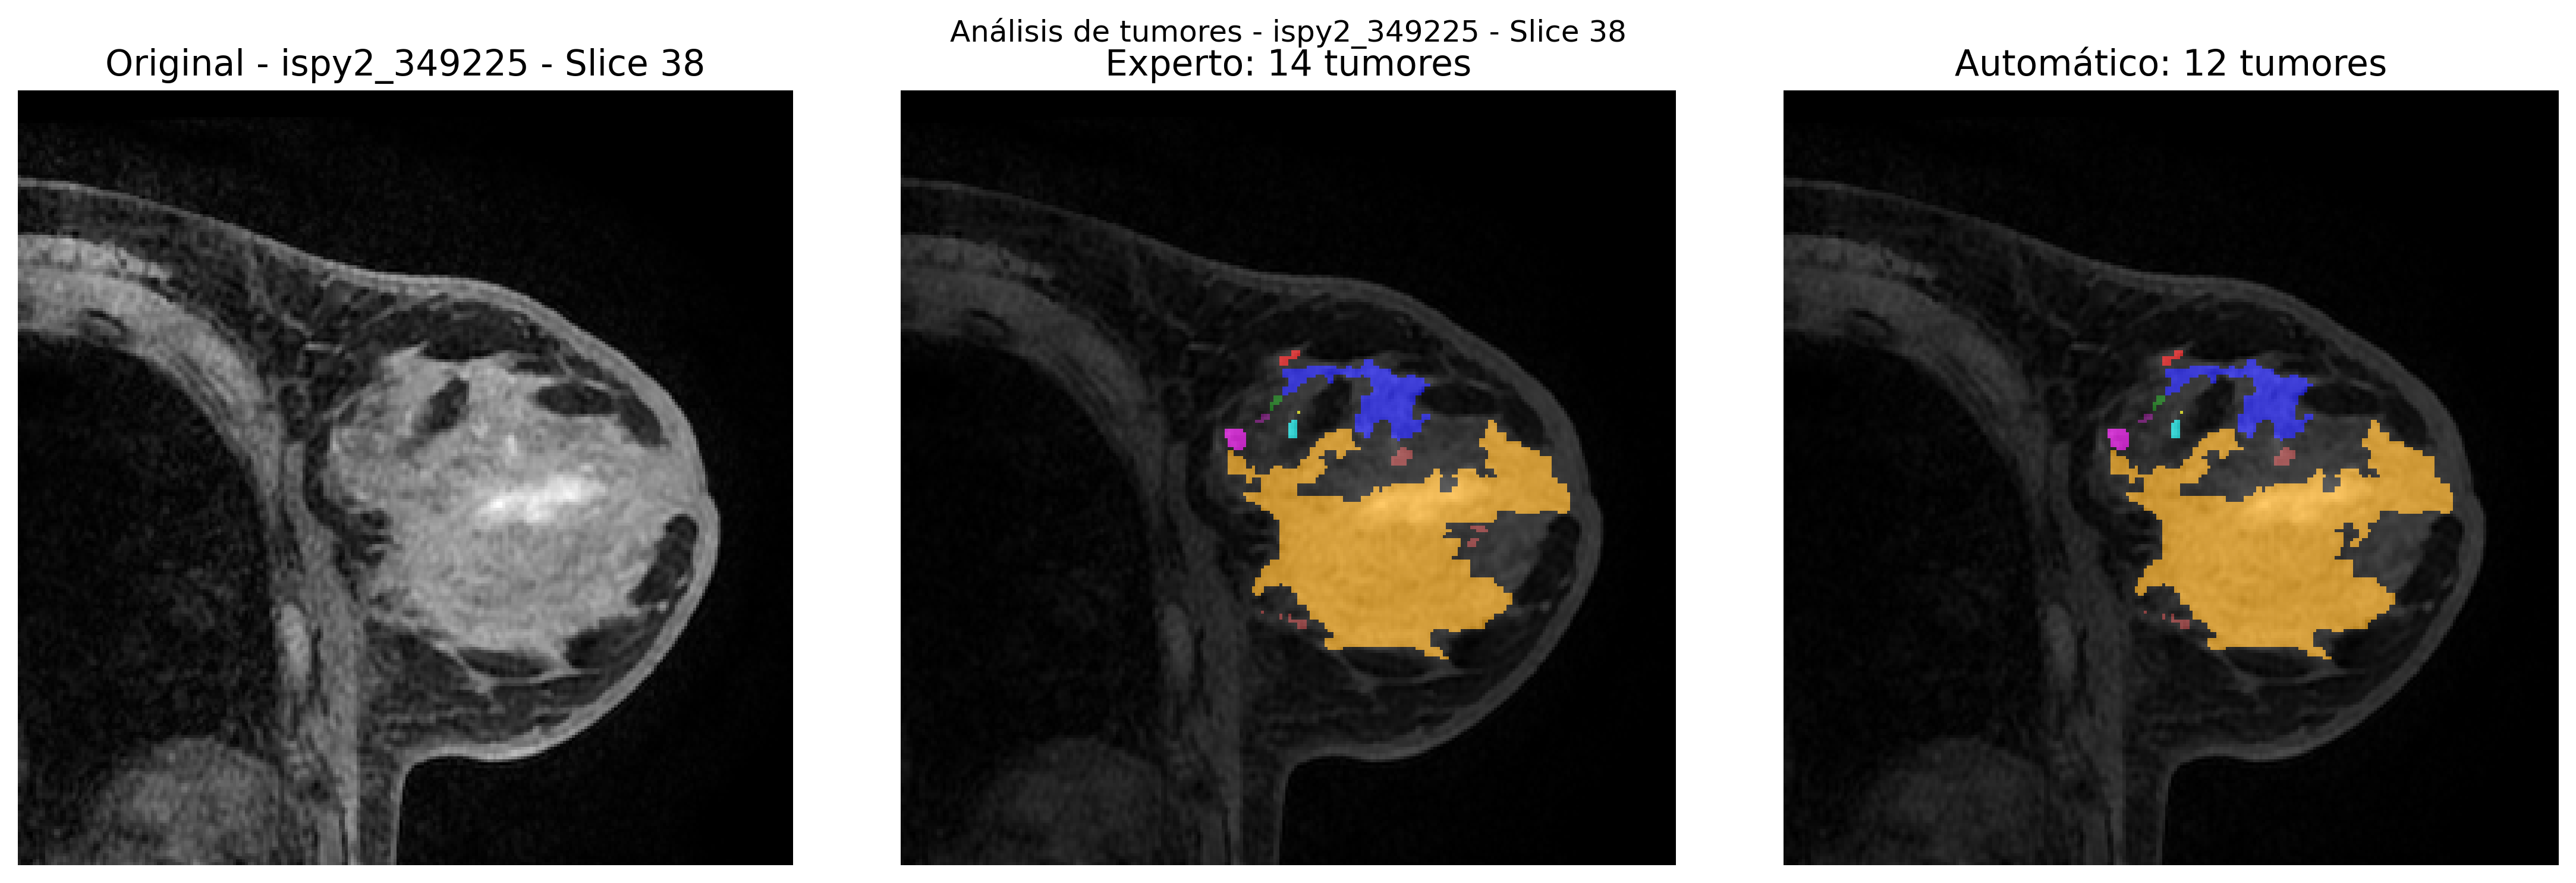 Análisis de tumores - ispy2_349225 - Slice 38
Original - ispy2_349225 - Slice 38
Experto: 14 tumores
Automático: 12 tumores